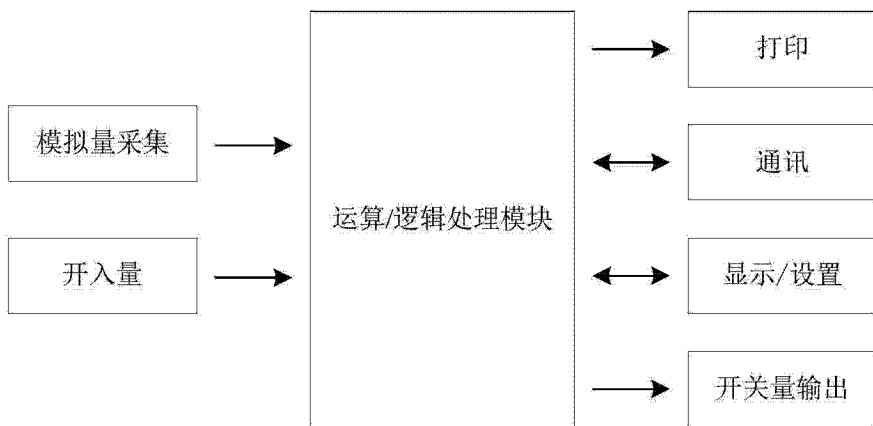 模拟量采集
开入量
运算/逻辑处理模块
打印
通讯
显示/设置
开关量输出